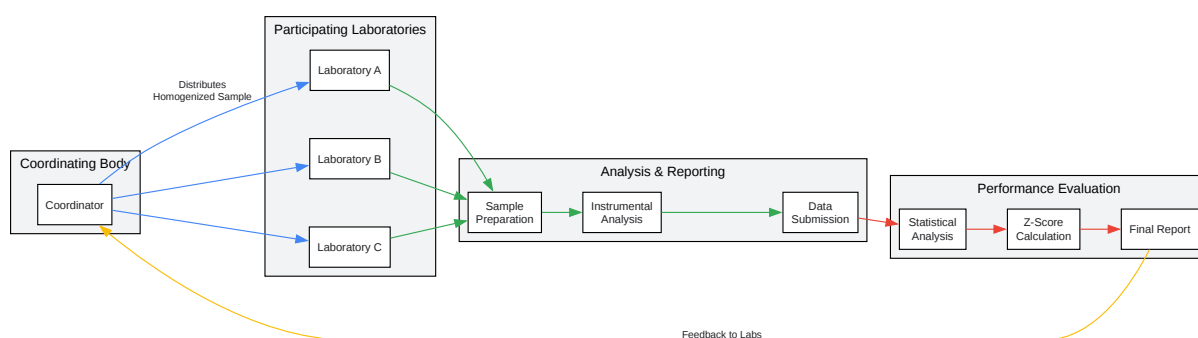 Participating Laboratories
Laboratory A
Distributes
Homogenized Sample
Laboratory B
Coordinating Body
Coordinator
Laboratory C
Analysis & Reporting
Sample
Preparation
Instrumental
Analysis
Data
Submission
Performance Evaluation
Statistical
Analysis
Z-Score
Calculation
Final Report
Feedback to Labs